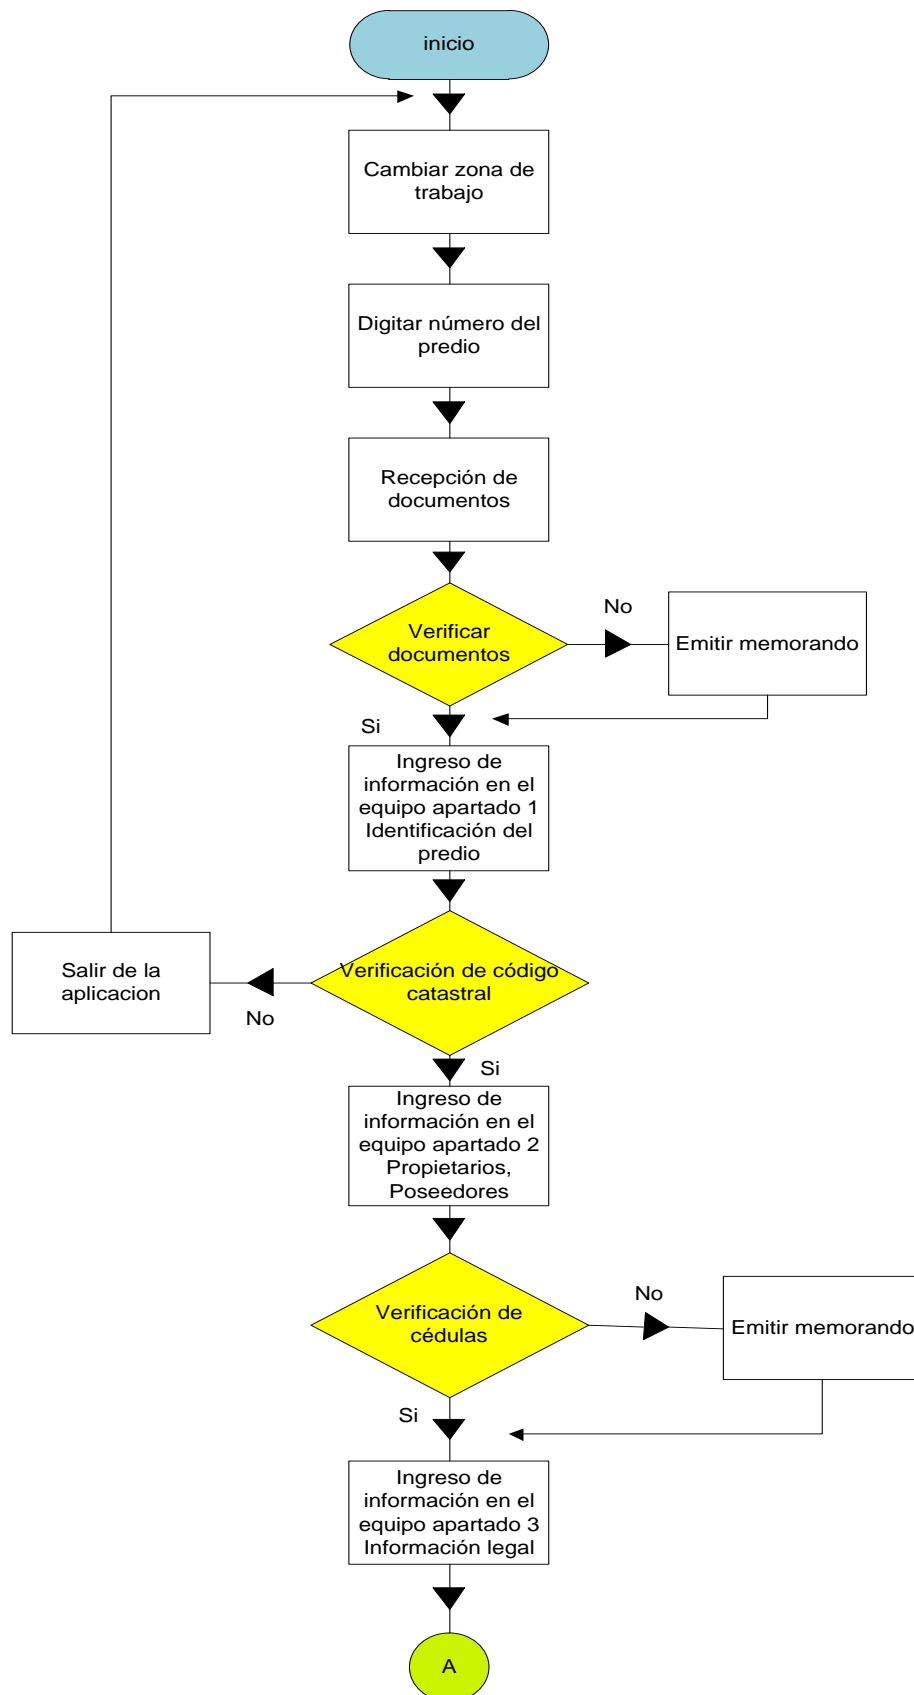 inicio
Cambiar zona de
trabajo
Digitar número del
predio
Recepción de
documentos
Verificar
documentos
No
Emitir memorando
Si
Ingreso de
información en el
equipo apartado 1
Identificación del
predio
Verificación de código
catastral
No
Salir de la
aplicacion
Si
Ingreso de
información en el
equipo apartado 2
Propietarios,
Poseedores
Verificación de
cédulas
No
Emitir memorando
Si
Ingreso de
información en el
equipo apartado 3
Información legal
A